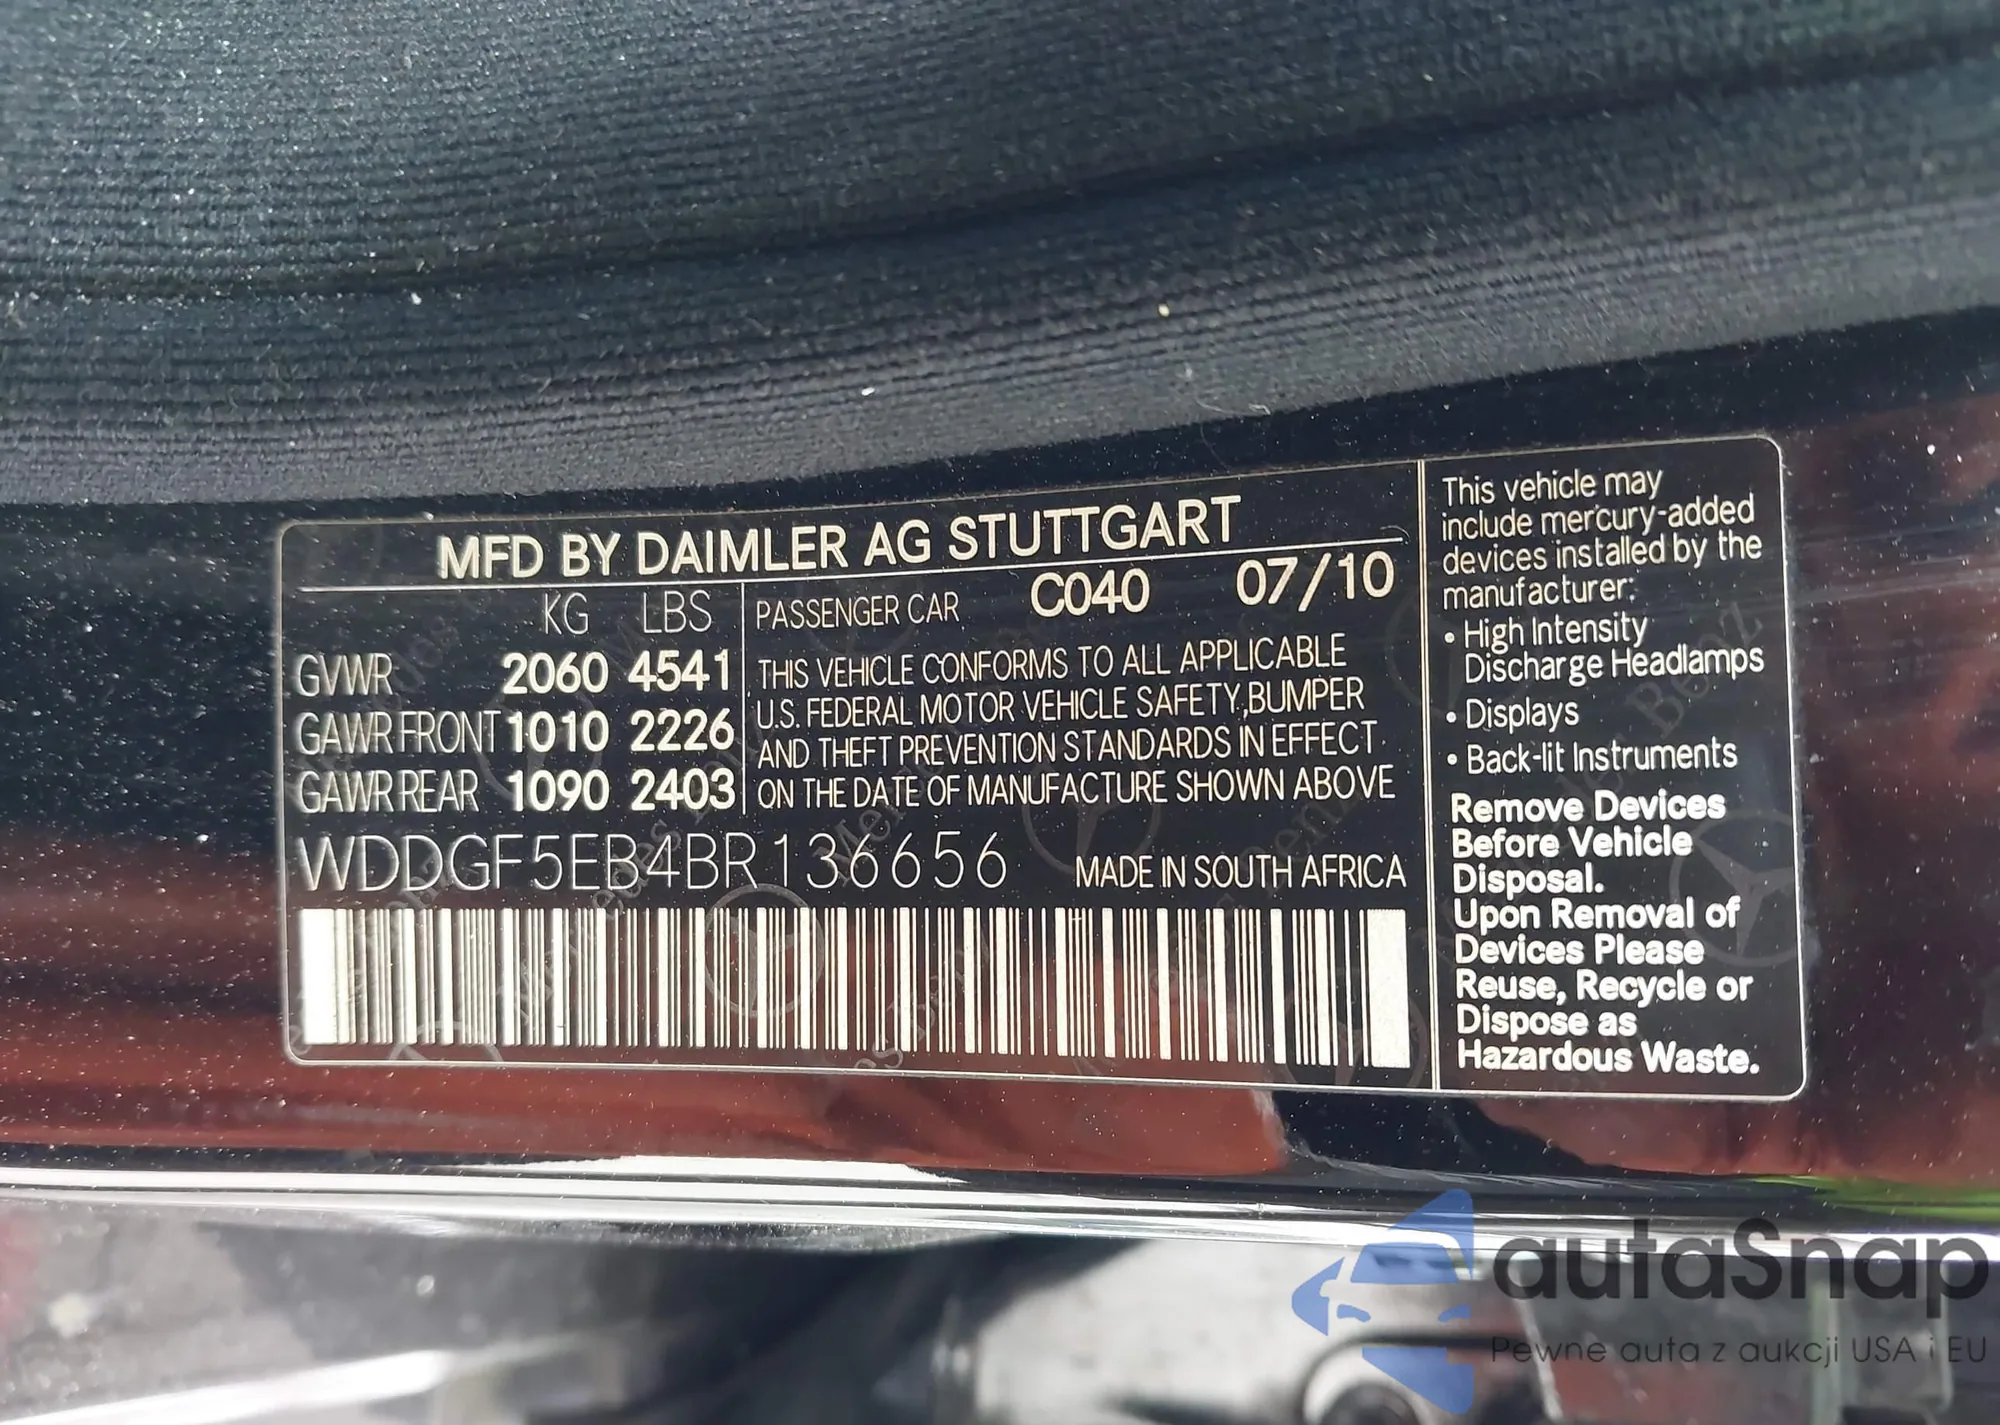 MFD BY DAIMLER AG STUTTGART
KG LBS
GVWR 2060 4541
GAWR FRONT 1010 2226
GAWR REAR 1090 2403
PASSENGER CAR C040 07/10
THIS VEHICLE CONFORMS TO ALL APPLICABLE
U.S. FEDERAL MOTOR VEHICLE SAFETY, BUMPER
AND THEFT PREVENTION STANDARDS IN EFFECT
ON THE DATE OF MANUFACTURE SHOWN ABOVE
WDDGF5EB4BR136656
MADE IN SOUTH AFRICA
This vehicle may
include mercury-added
devices installed by the
manufacturer:
• High Intensity
Discharge Headlamps
• Displays
• Back-lit Instruments
Remove Devices
Before Vehicle
Disposal.
Upon Removal of
Devices Please
Reuse, Recycle or
Dispose as
Hazardous Waste.
autaSnap
Pewne auta z aukcji USA i EU